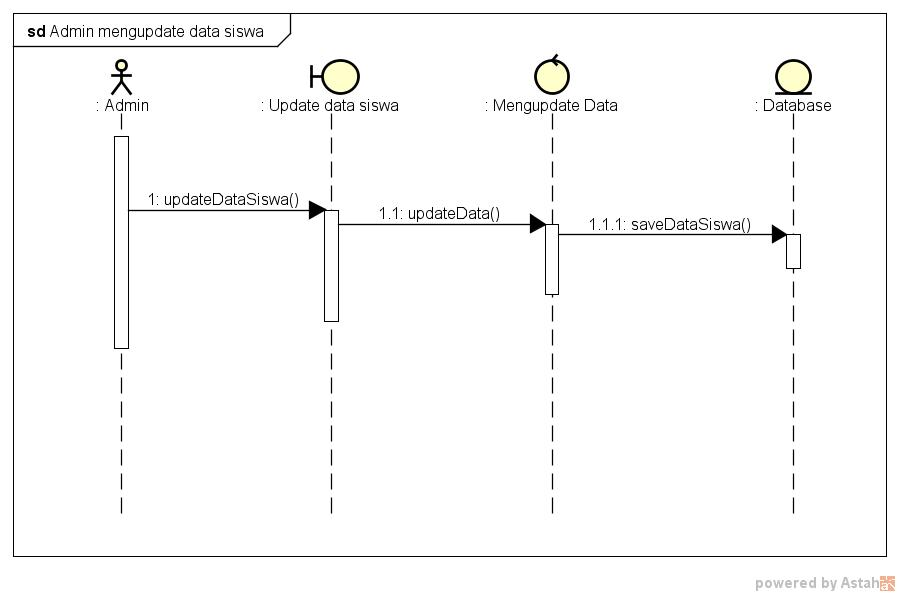 sd Admin mengupdate data siswa
: Admin
: Update data siswa
: Mengupdate Data
: Database
1: updateDataSiswa()
1.1: updateData()
1.1.1: saveDataSiswa()
powered by Astah